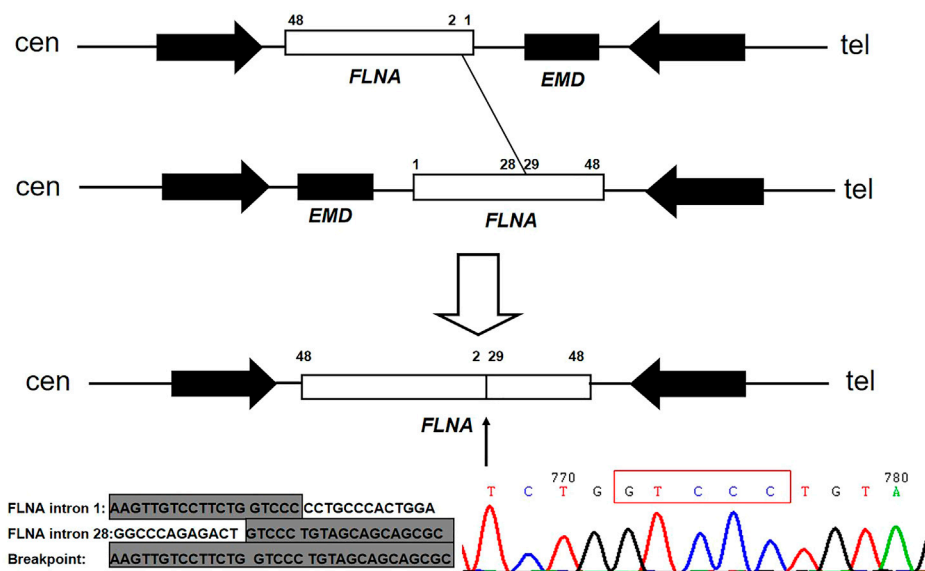 48 2 1
cen tel
FLNA EMD
1 28 29 48
cen tel
EMD FLNA
48 2 29 48
cen tel
FLNA
770 780
T C T G G T C C C T G T A
FLNA intron 1: AAGTTGTCCTTCTG GTCCC CCTGCCCACTGGA
FLNA intron 28:GGCCCAGAGACT GTCCC TGTAGCAGCAGCGC
Breakpoint: AAGTTGTCCTTCTG GTCCC TGTAGCAGCAGCGC